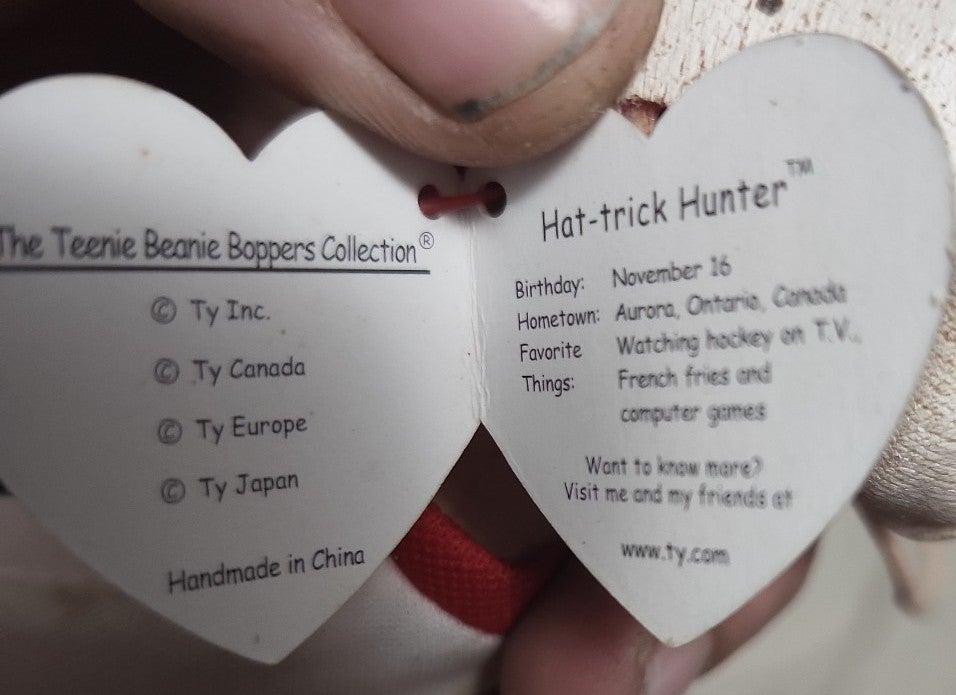 The Teenie Beanie Boppers Collection®
© Ty Inc.
© Ty Canada
© Ty Europe
© Ty Japan
Handmade in China
Hat-trick Hunter™
Birthday: November 16
Hometown: Aurora, Ontario, Canada
Favorite Watching hockey on T.V.,
Things: French fries and
computer games
Want to know more?
Visit me and my friends at
www.ty.com